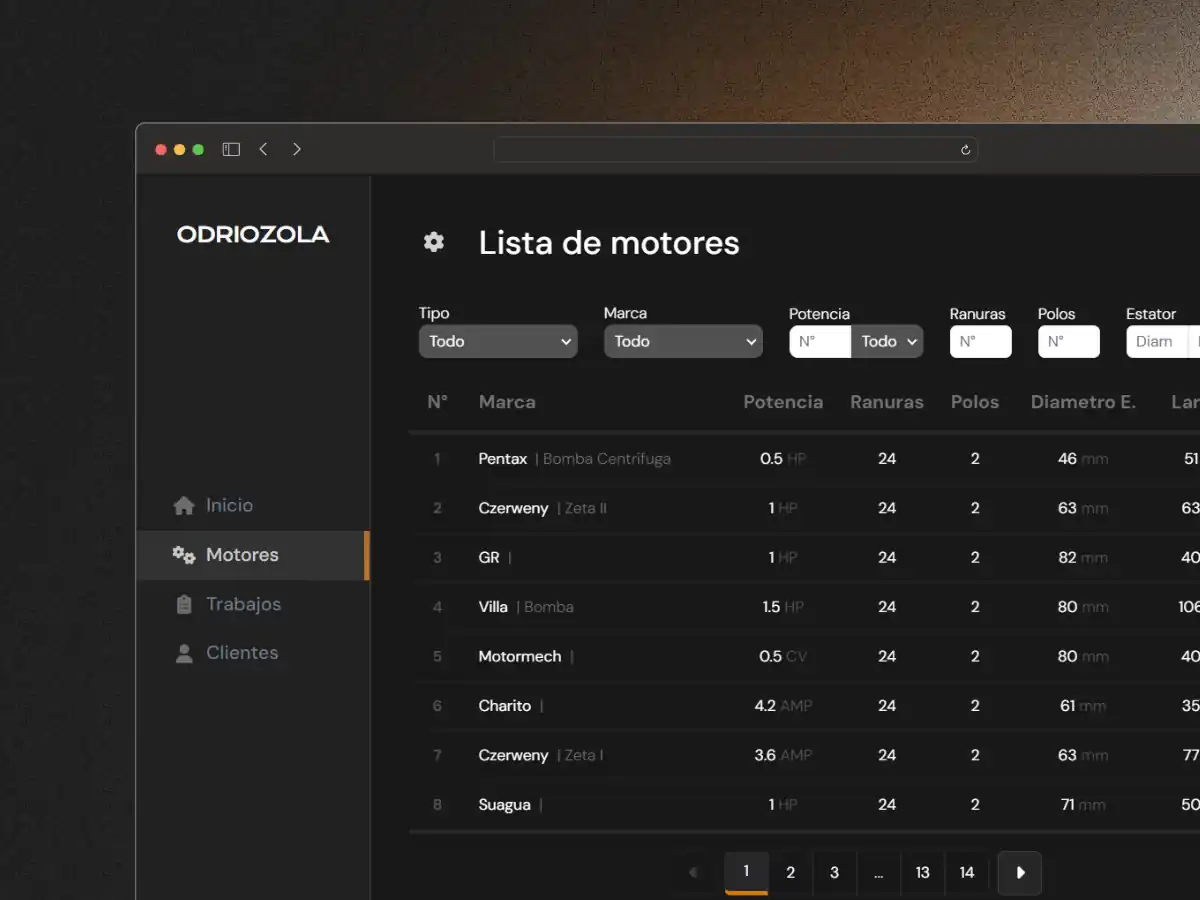 ODRIOZOLA
Lista de motores
Tipo Marca Potencia Ranuras Polos Estator
Todo Todo N° Todo N° N° Diam
N° Marca Potencia Ranuras Polos Diametro E. Lar
1 Pentax | Bomba Centrífuga 0.5 HP 24 2 46 mm 51
2 Czerweny | Zeta II 1 HP 24 2 63 mm 63
3 GR | 1 HP 24 2 82 mm 40
4 Villa | Bomba 1.5 HP 24 2 80 mm 106
5 Motormech | 0.5 CV 24 2 80 mm 40
6 Charito | 4.2 AMP 24 2 61 mm 35
7 Czerweny | Zeta I 3.6 AMP 24 2 63 mm 77
8 Suagua | 1 HP 24 2 71 mm 50
1 2 3 ... 13 14
Inicio
Motores
Trabajos
Clientes